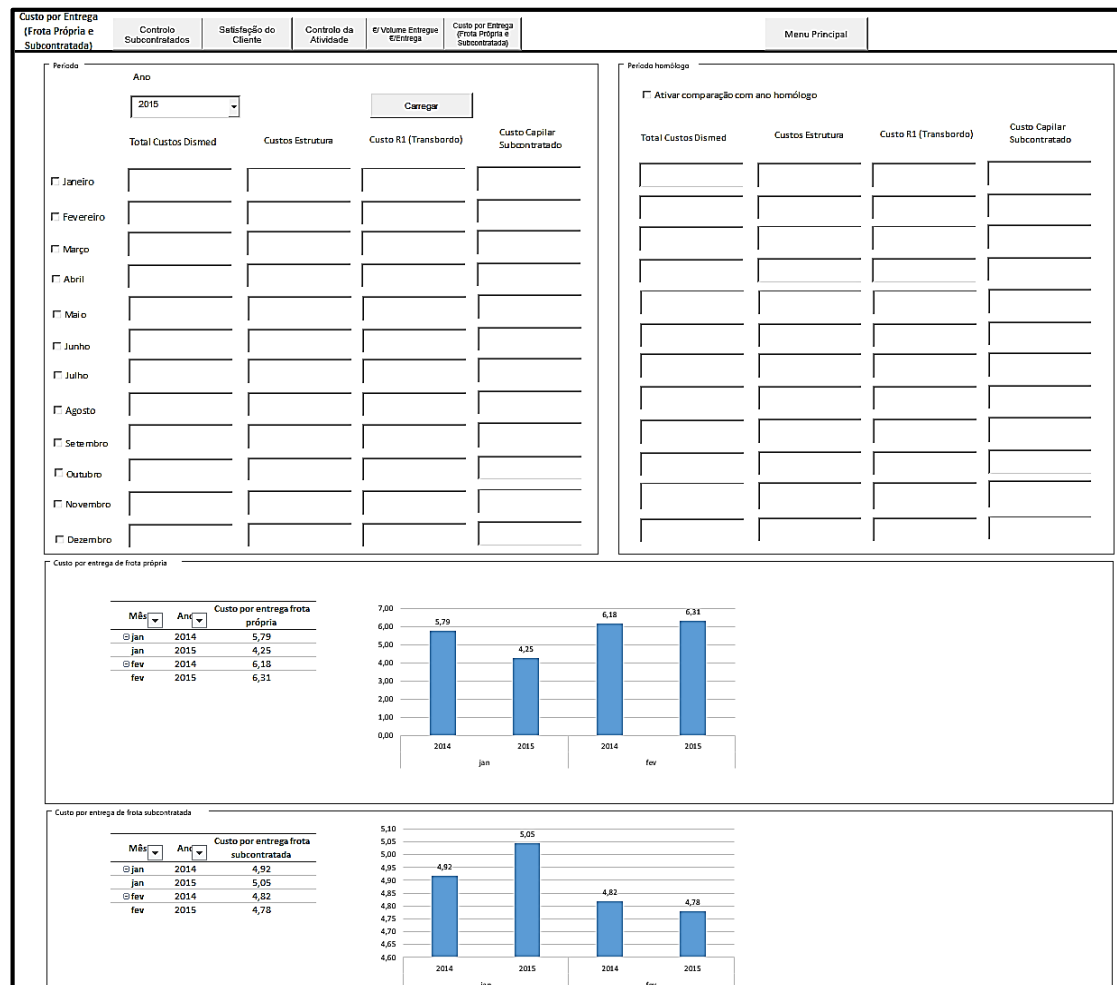 Custo por Entrega
(Frota Própria e
Subcontratada)
Controlo
Subcontratados
Satisfação do
Cliente
Controlo da
Atividade
€/ Volume Entregue
€/Entrega
Custo por Entrega
(Frota Própria e
Subcontratada)
Menu Principal
Período
Ano
2015
Carregar
Total Custos Dismed
Custos Estrutura
Custo R1 (Transbordo)
Custo Capilar
Subcontratado
Janeiro
Fevereiro
Março
Abril
Maio
Junho
Julho
Agosto
Setembro
Outubro
Novembro
Dezembro
Período homólogo
Ativar comparação com ano homólogo
Total Custos Dismed
Custos Estrutura
Custo R1 (Transbordo)
Custo Capilar
Subcontratado
Custo por entrega de frota própria
Mês Ano Custo por entrega frota
própria
jan 2014 5,79
jan 2015 4,25
fev 2014 6,18
fev 2015 6,31
7,00
6,00
5,00
4,00
3,00
2,00
1,00
0,00
5,79
4,25
6,18
6,31
2014 2015 2014 2015
jan fev
Custo por entrega de frota subcontratada
Mês Ano Custo por entrega frota
subcontratada
jan 2014 4,92
jan 2015 5,05
fev 2014 4,82
fev 2015 4,78
5,10
5,05
5,00
4,95
4,90
4,85
4,80
4,75
4,70
4,65
4,60
4,92
5,05
4,82
4,78
2014 2015 2014 2015
jan fev